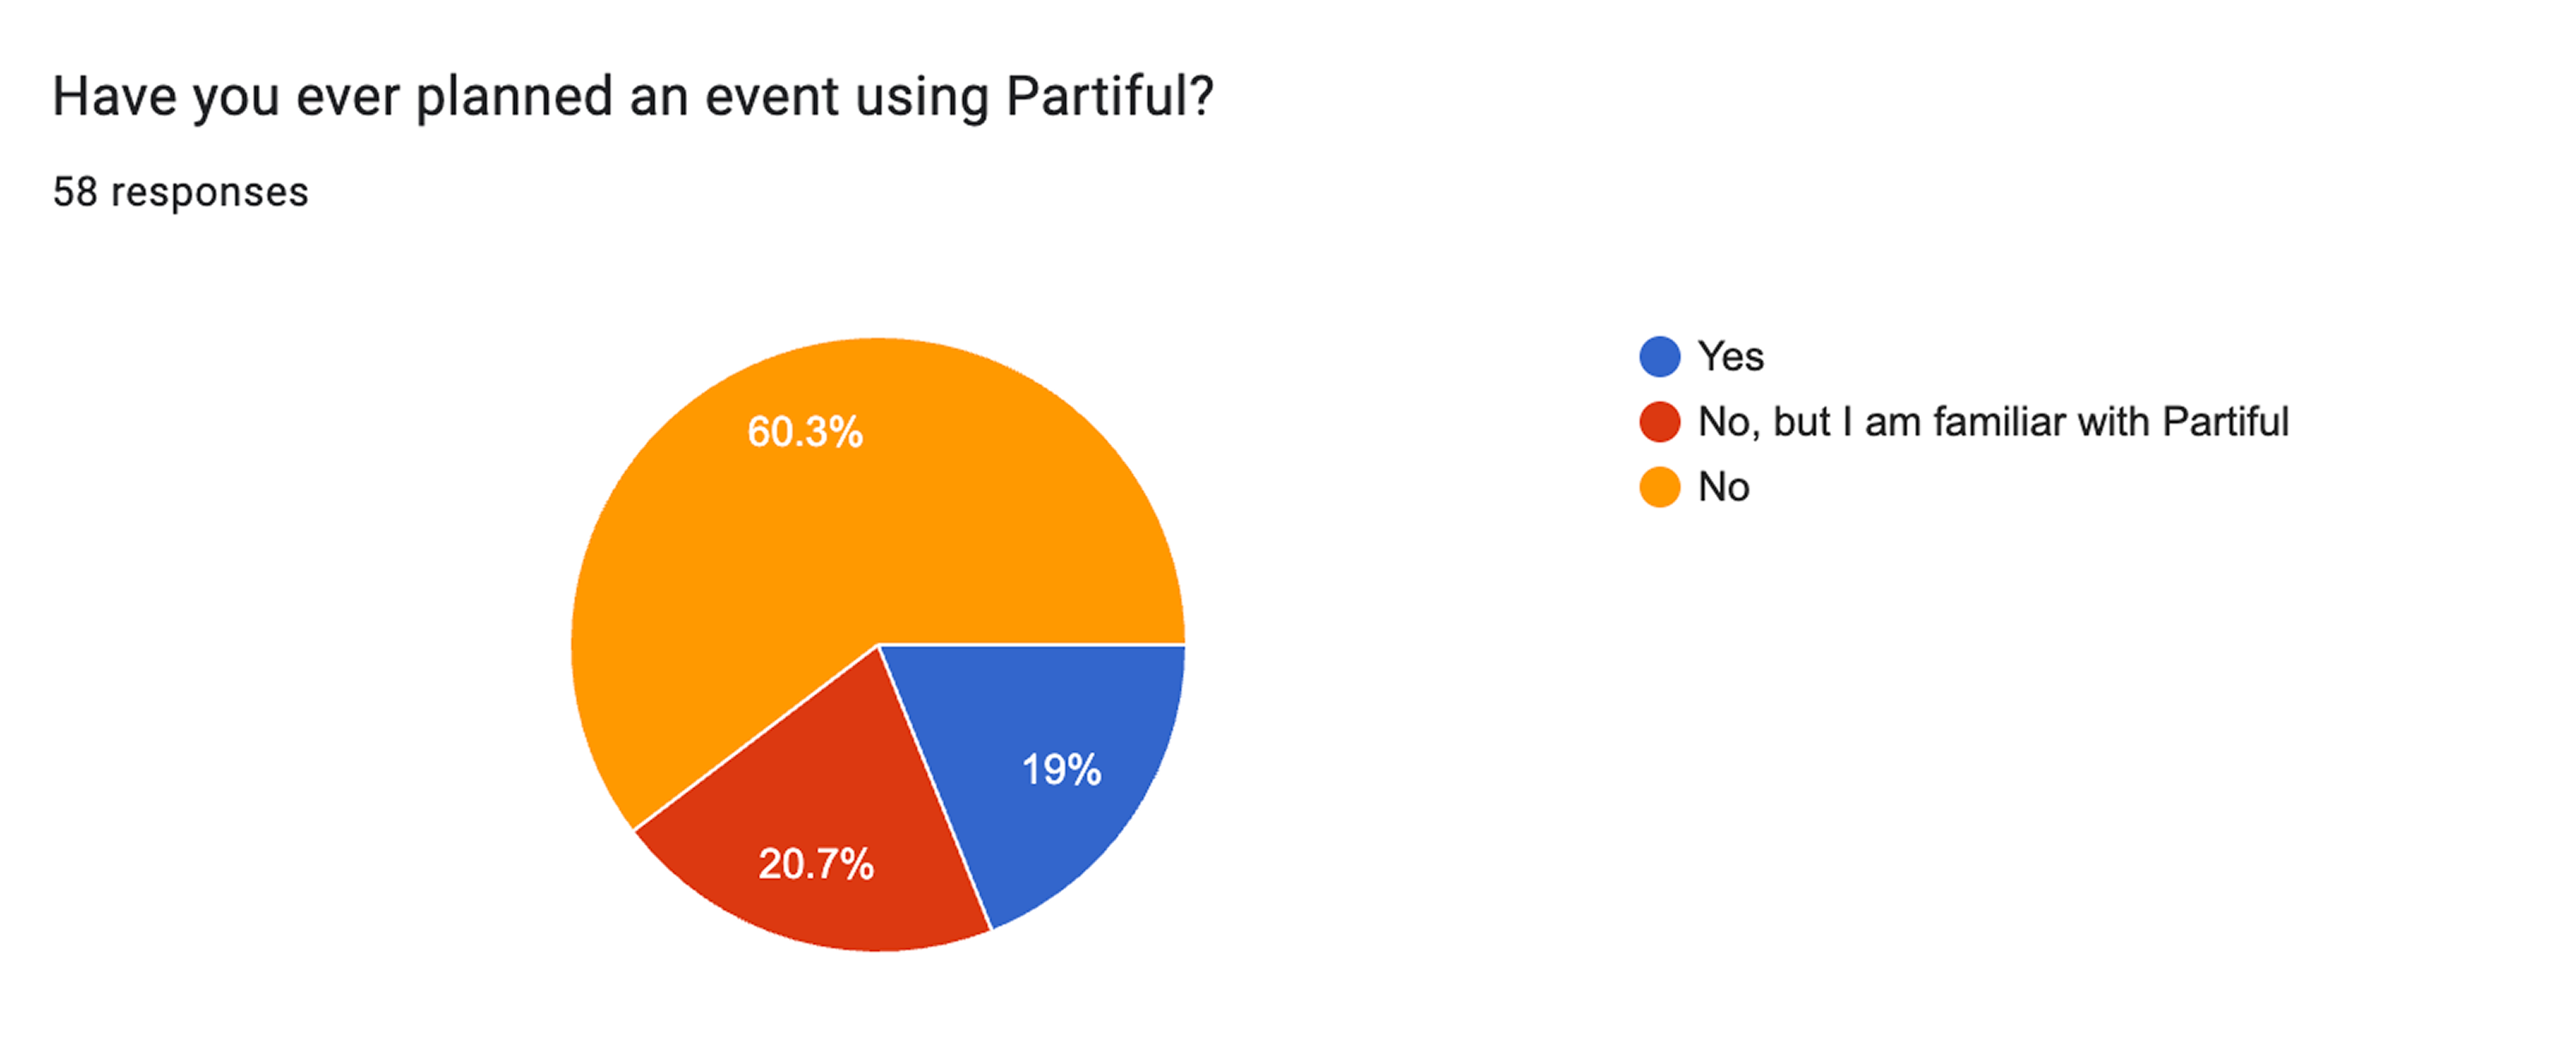 Have you ever planned an event using Partiful?
58 responses
60.3%
19%
20.7%
Yes
No, but I am familiar with Partiful
No